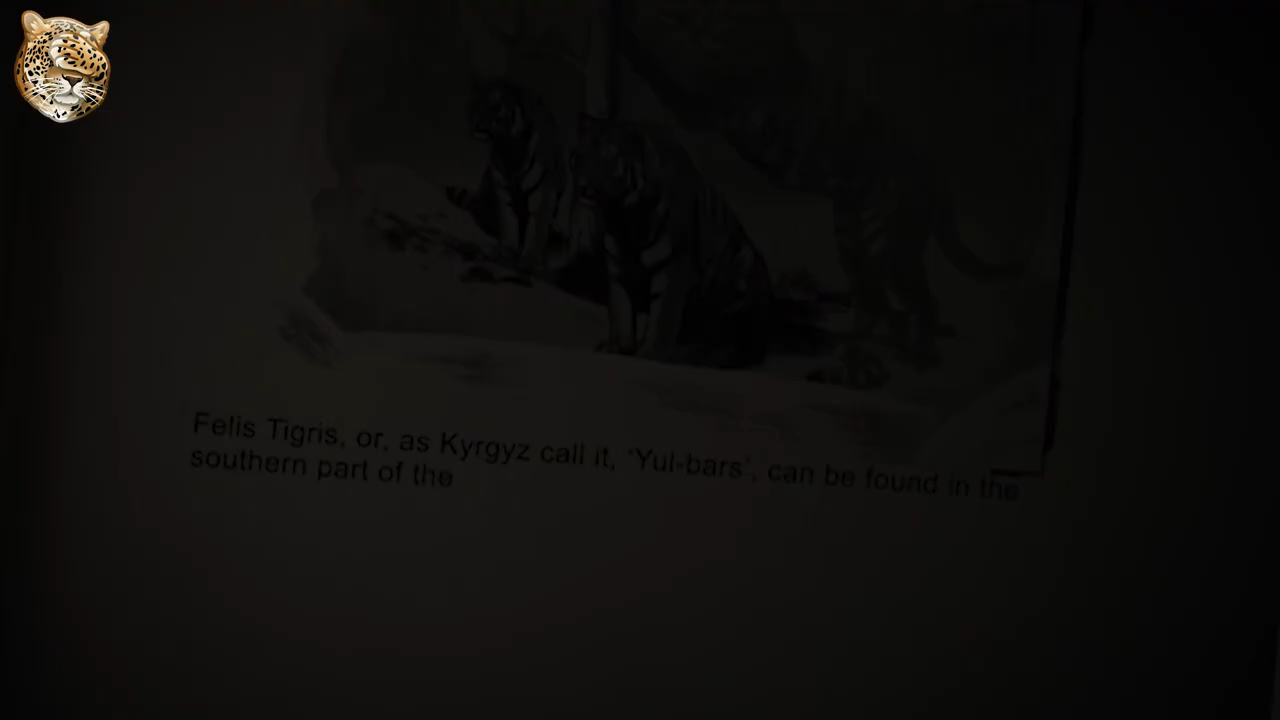 Felis Tigris, or, as Kyrgyz call it, 'Yul-bars', can be found in the
southern part of the